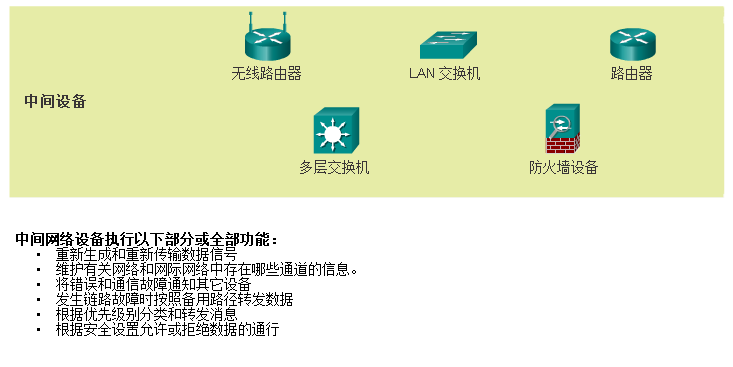 无线路由器
LAN 交换机
路由器
中间设备
多层交换机
防火墙设备
中间网络设备执行以下部分或全部功能：
• 重新生成和重新传输数据信号
• 维护有关网络和网际网络中存在哪些通道的信息。
• 将错误和通信故障通知其它设备
• 发生链路故障时按照备用路径转发数据
• 根据优先级别分类和转发消息
• 根据安全设置允许或拒绝数据的通行